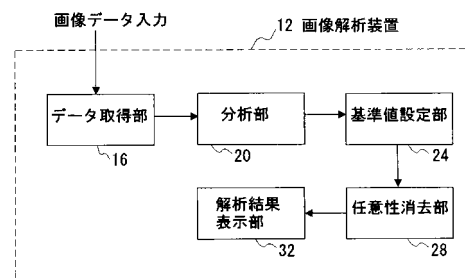 画像データ入力
12 画像解析装置
データ取得部
16
分析部
20
基準値設定部
24
任意性消去部
28
解析結果
表示部
32